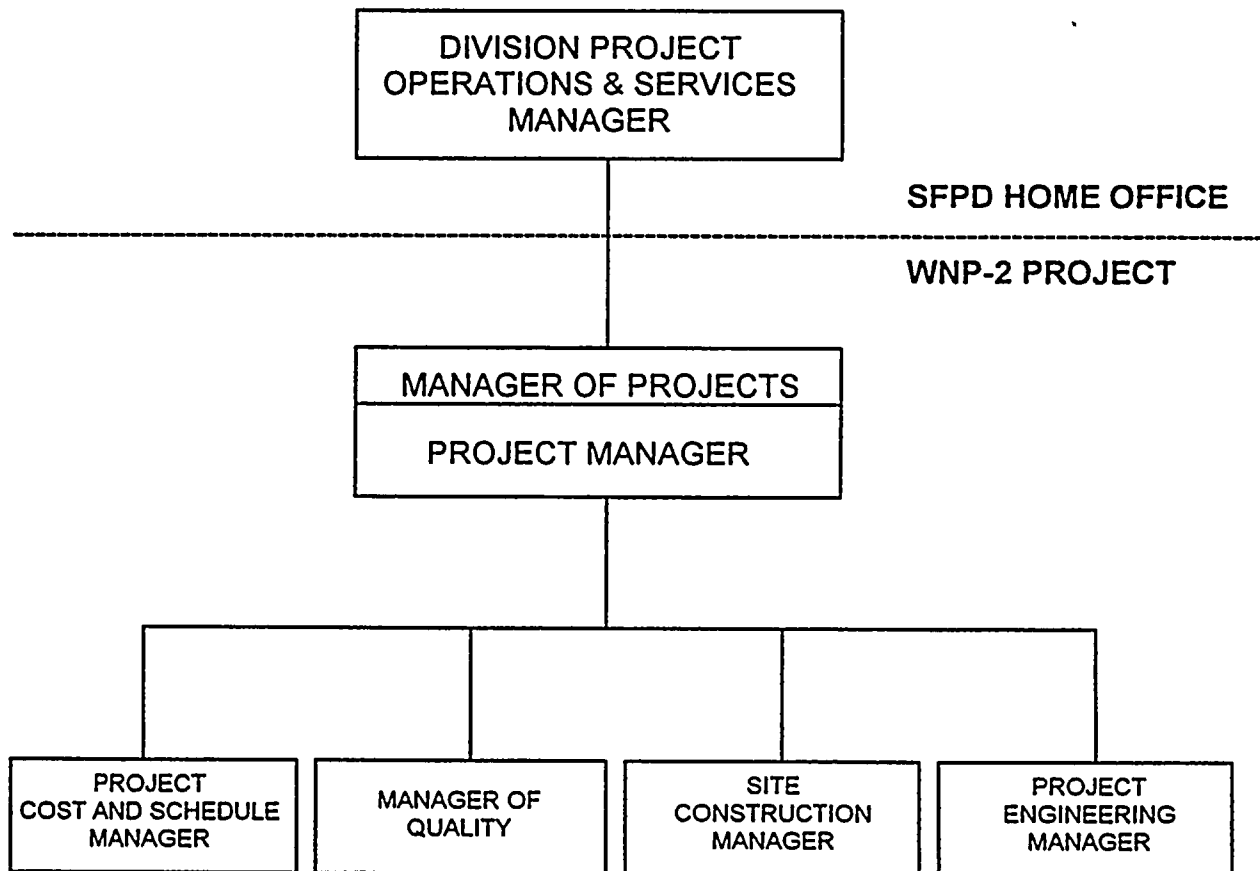 DIVISION PROJECT
OPERATIONS & SERVICES
MANAGER
SFPD HOME OFFICE
WNP-2 PROJECT
MANAGER OF PROJECTS
PROJECT MANAGER
PROJECT
COST AND SCHEDULE
MANAGER
MANAGER OF
QUALITY
SITE
CONSTRUCTION
MANAGER
PROJECT
ENGINEERING
MANAGER